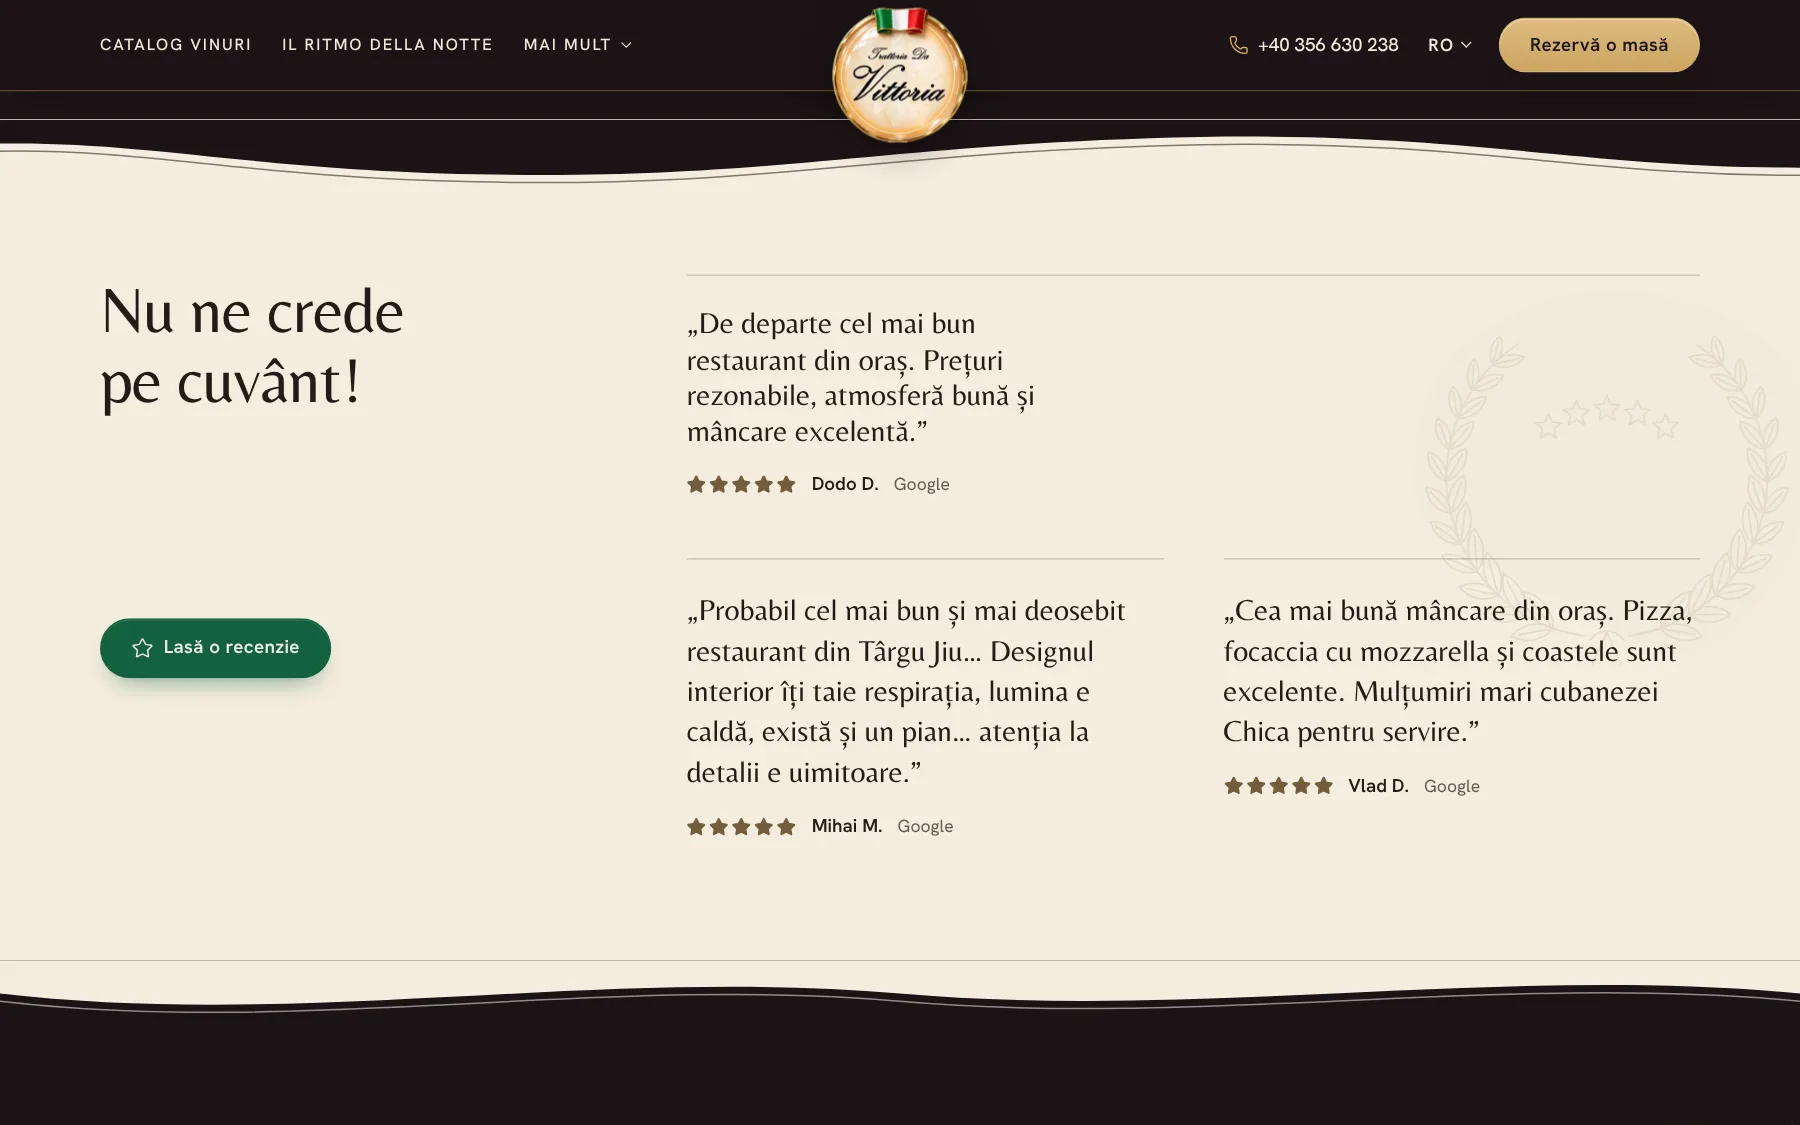 CATALOG VINURI
IL RITMO DELLA NOTTE
MAI MULT
Trattoria Da
Vittoria
+40 356 630 238
RO
Rezervă o masă
Nu ne crede
pe cuvânt!
Lasă o recenzie
„De departe cel mai bun
restaurant din oraș. Prețuri
rezonabile, atmosferă bună și
mâncare excelentă.”
Dodo D. Google
„Probabil cel mai bun și mai deosebit
restaurant din Târgu Jiu... Designul
interior îți taie respirația, lumina e
caldă, există și un pian... atenția la
detalii e uimitoare.”
Mihai M. Google
„Cea mai bună mâncare din oraș. Pizza,
focaccia cu mozzarella și coastele sunt
excelente. Mulțumiri mari cubanezei
Chica pentru servire.”
Vlad D. Google